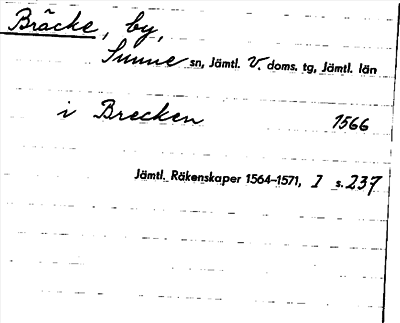 Bräcke, by,
Sunne sn, Jämtl. V. doms. tg, Jämtl. län
i Brecken 1566
Jämtl. Räkenskaper 1564–1571, I s. 237